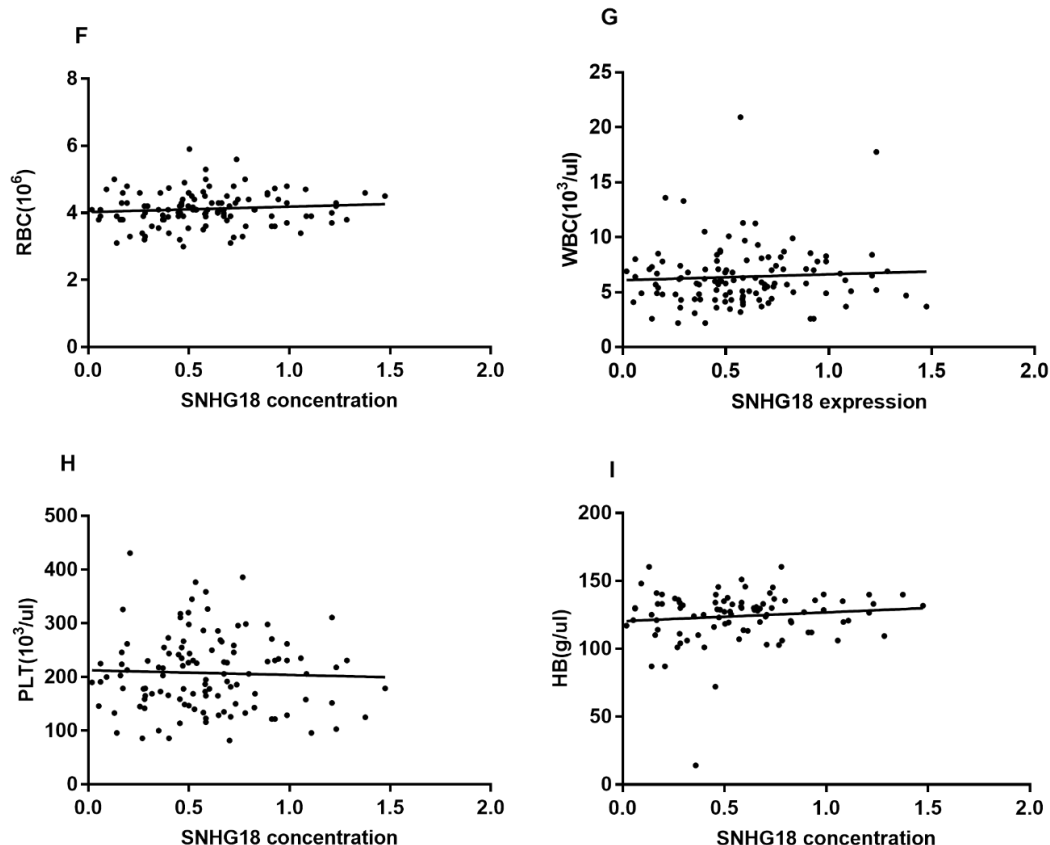 F
8
6
4
2
0
RBC(10⁶)
0.0 0.5 1.0 1.5 2.0
SNHG18 concentration
G
25
20
15
10
5
0
WBC(10³/ul)
0.0 0.5 1.0 1.5 2.0
SNHG18 expression
H
500
400
300
200
100
0
PLT(10³/ul)
0.0 0.5 1.0 1.5 2.0
SNHG18 concentration
I
200
150
100
50
0
HB(g/ul)
0.0 0.5 1.0 1.5 2.0
SNHG18 concentration